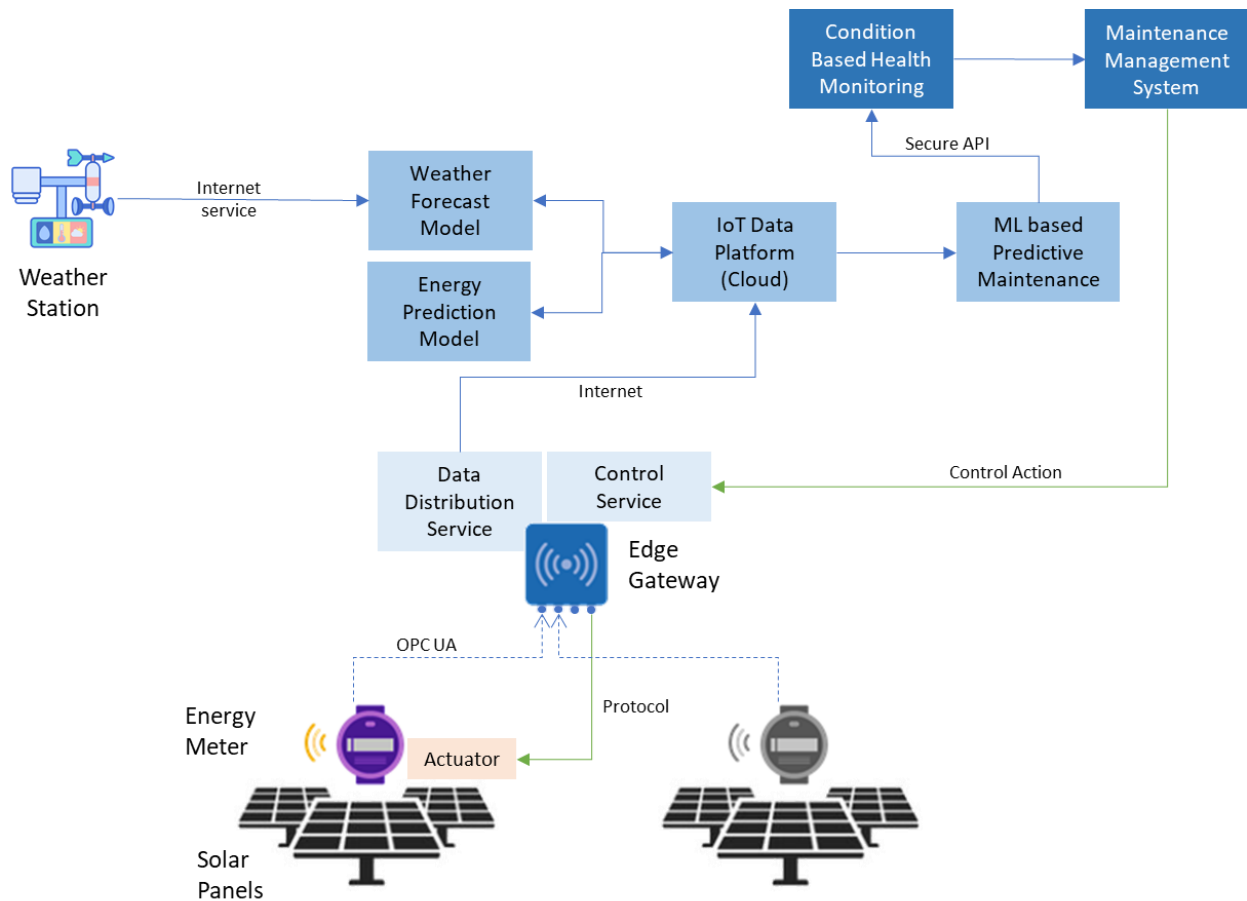 Condition
Based Health
Monitoring
Maintenance
Management
System
Secure API
Weather
Station
Internet
service
Weather
Forecast
Model
Energy
Prediction
Model
IoT Data
Platform
(Cloud)
ML based
Predictive
Maintenance
Internet
Data
Distribution
Service
Control
Service
Control Action
Edge
Gateway
OPC UA
Energy
Meter
Protocol
Actuator
Solar
Panels